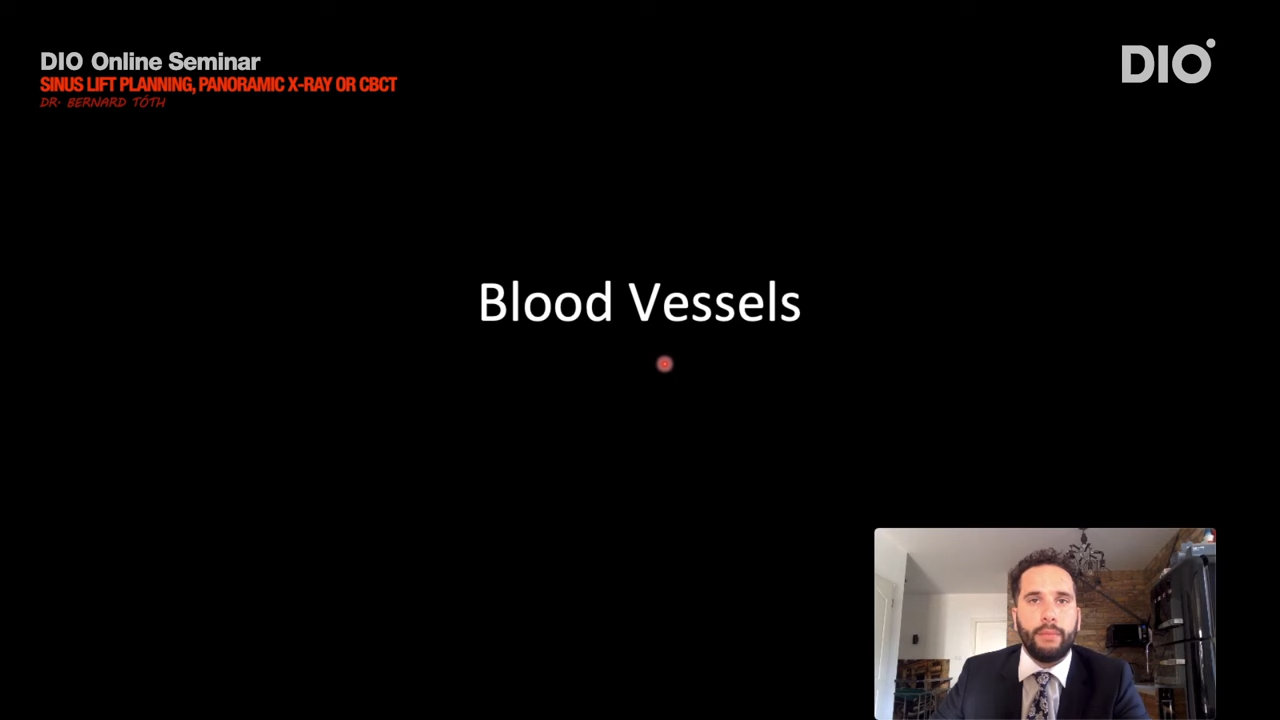 DIO Online Seminar
SINUS LIFT PLANNING, PANORAMIC X-RAY OR CBCT
DR. BERNARD TÓTH
DIO
Blood Vessels